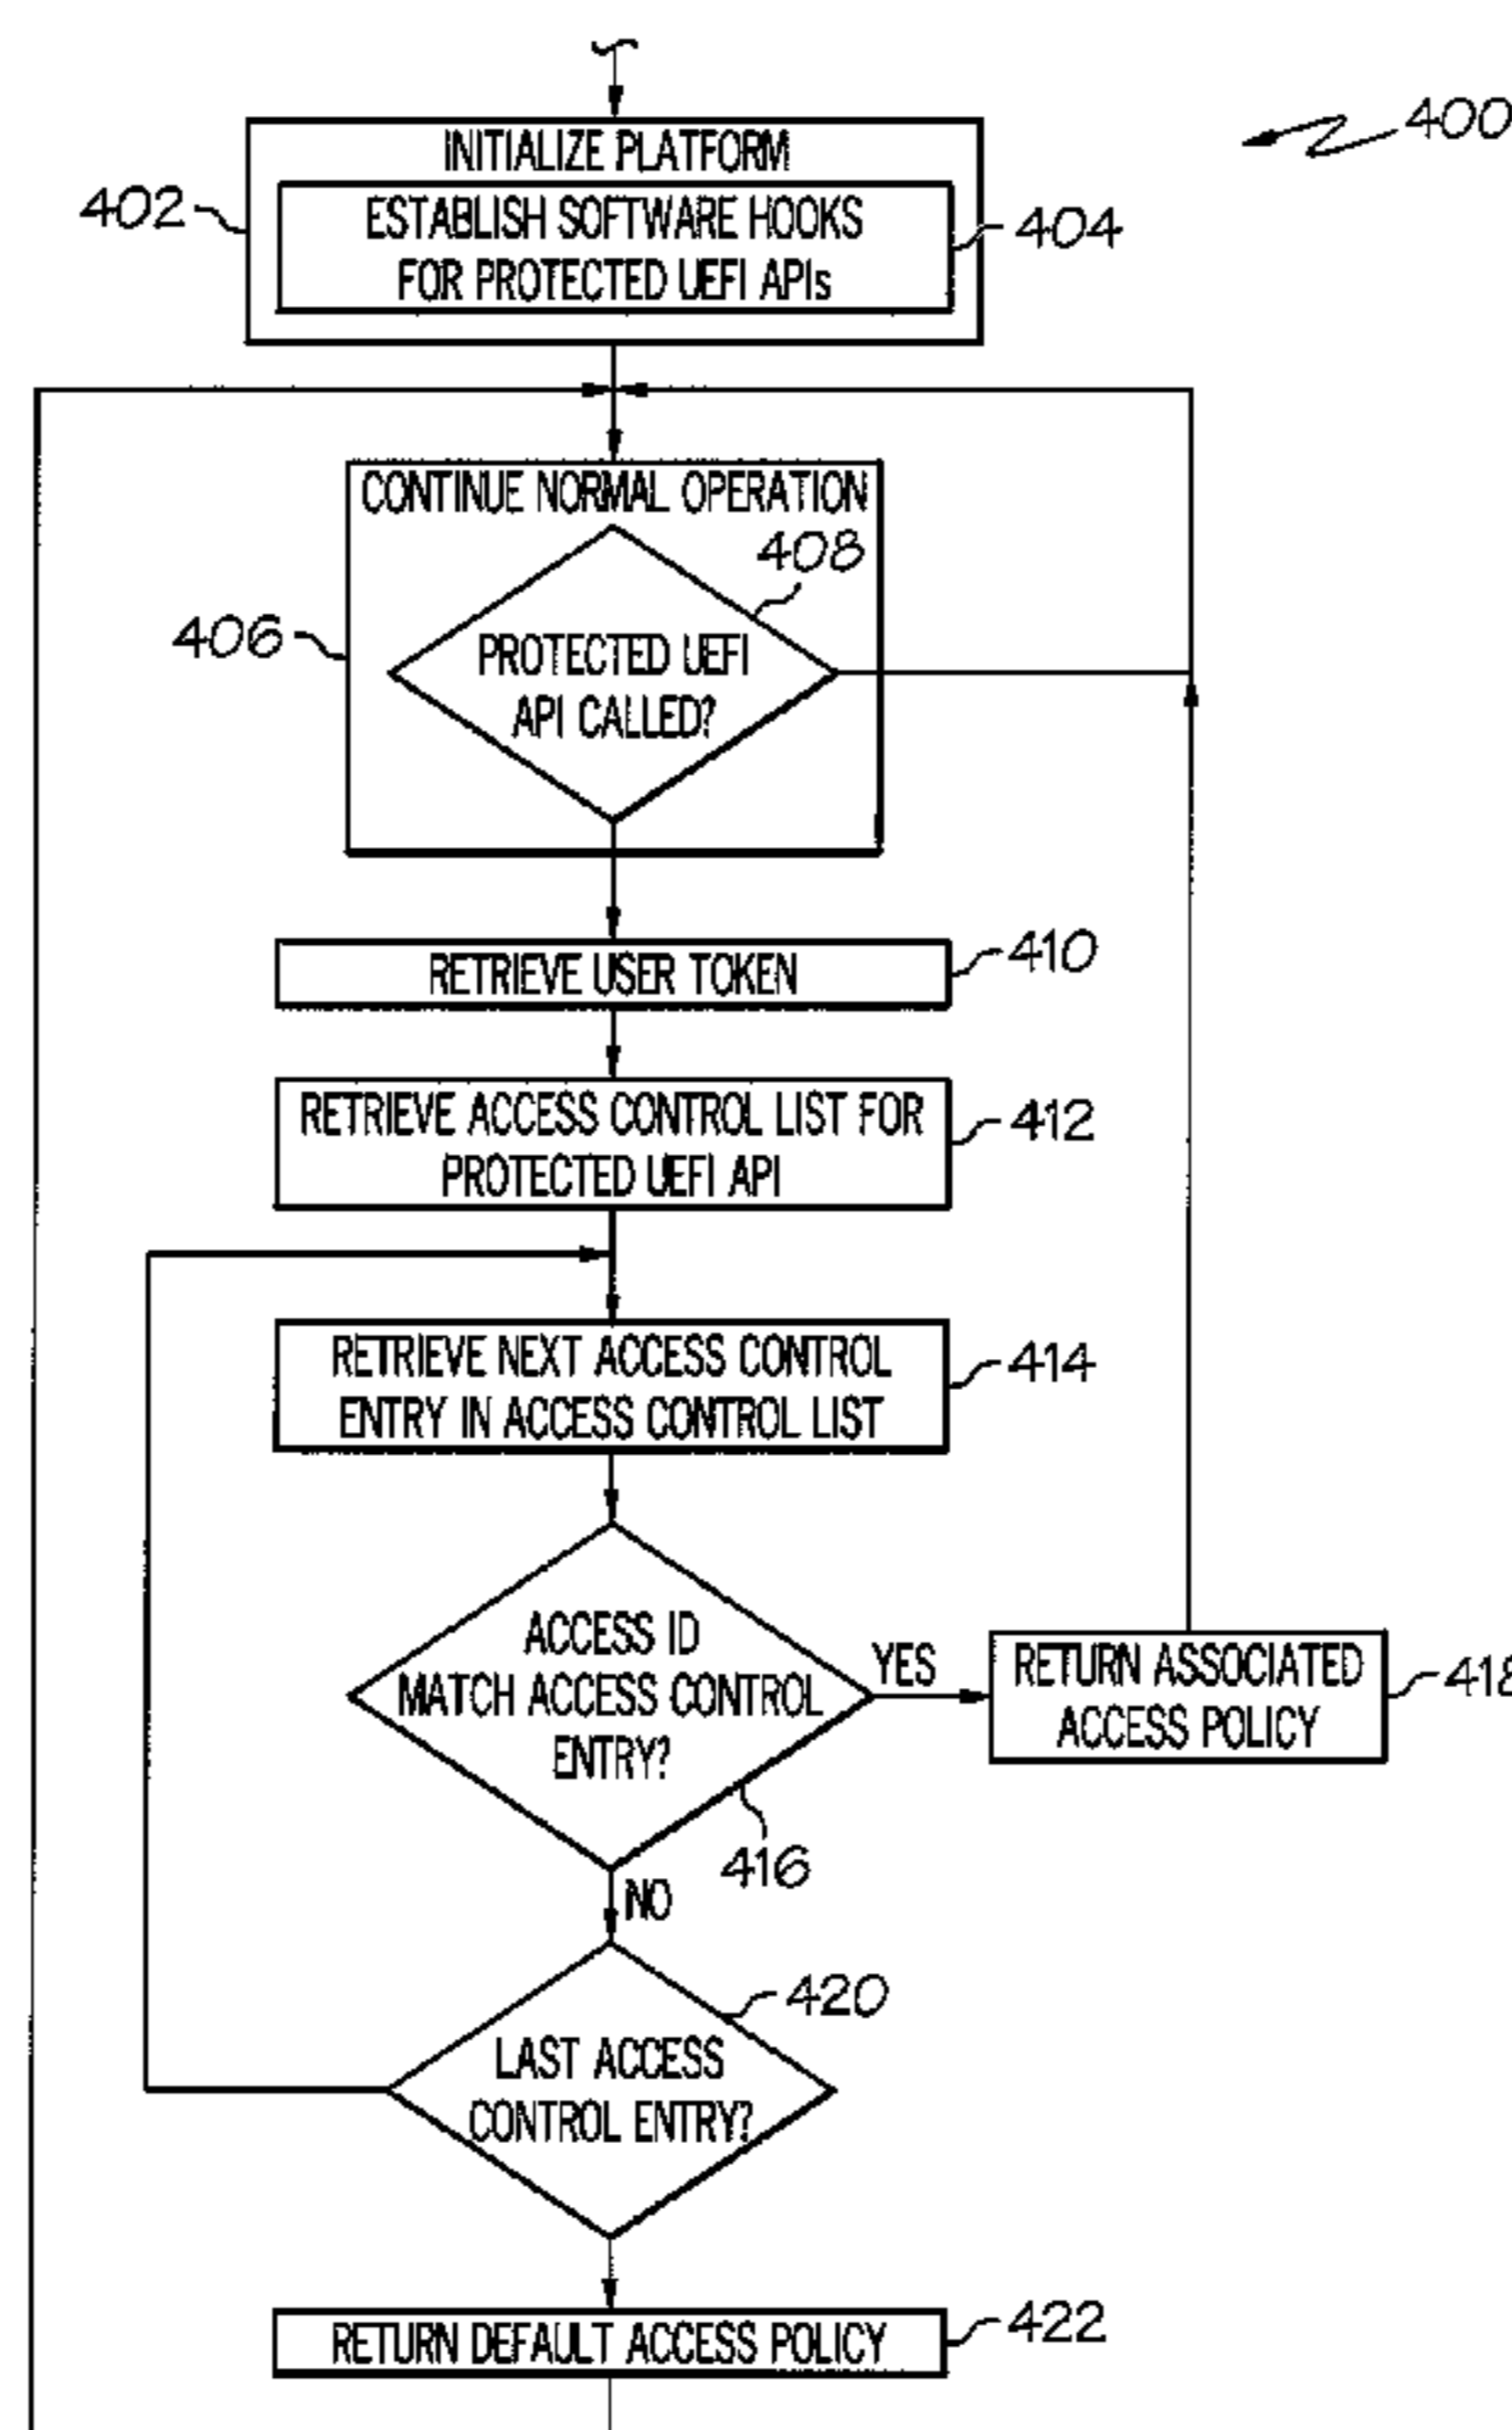 400
INITIALIZE PLATFORM
402
ESTABLISH SOFTWARE HOOKS
FOR PROTECTED UEFI APIs
404
CONTINUE NORMAL OPERATION
408
406
PROTECTED UEFI
API CALLED?
RETRIEVE USER TOKEN
410
RETRIEVE ACCESS CONTROL LIST FOR
PROTECTED UEFI API
412
RETRIEVE NEXT ACCESS CONTROL
ENTRY IN ACCESS CONTROL LIST
414
ACCESS ID
MATCH ACCESS CONTROL
ENTRY?
YES
RETURN ASSOCIATED
ACCESS POLICY
418
416
NO
420
LAST ACCESS
CONTROL ENTRY?
RETURN DEFAULT ACCESS POLICY
422